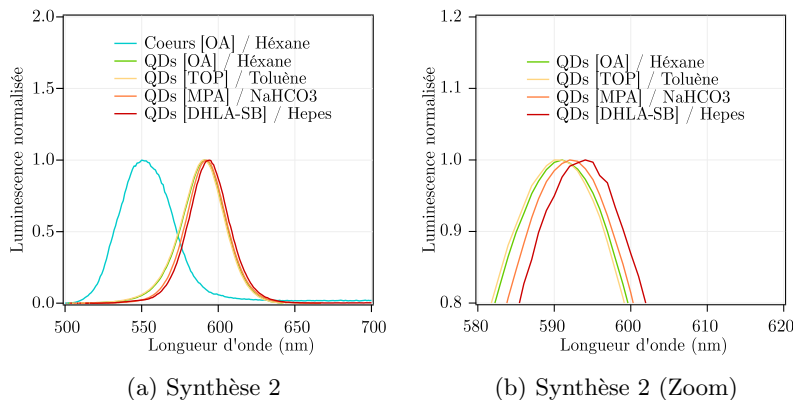 2.0
1.5
1.0
0.5
0.0
Luminescence normalisée
Coeurs [OA] / Héxane
QDs [OA] / Héxane
QDs [TOP] / Toluène
QDs [MPA] / NaHCO3
QDs [DHLA-SB] / Hepes
500 550 600 650 700
Longueur d'onde (nm)
(a) Synthèse 2
1.2
1.1
1.0
0.9
0.8
Luminescence normalisée
QDs [OA] / Héxane
QDs [TOP] / Toluène
QDs [MPA] / NaHCO3
QDs [DHLA-SB] / Hepes
580 590 600 610 620
Longueur d'onde (nm)
(b) Synthèse 2 (Zoom)